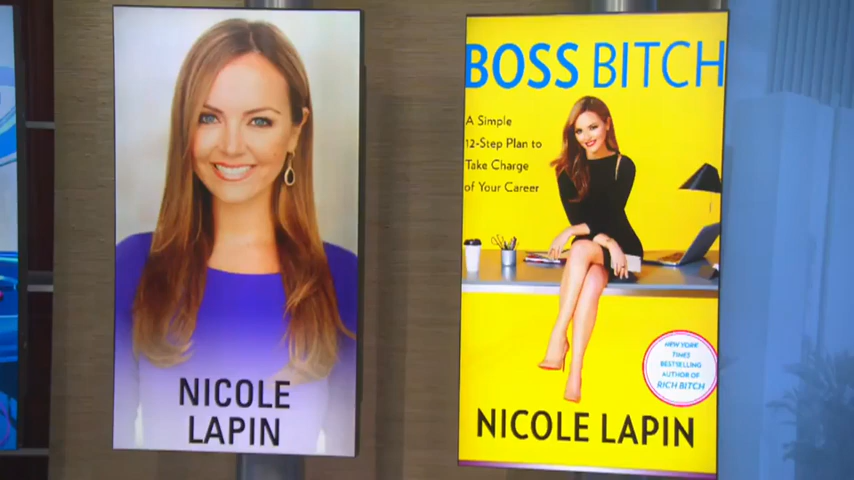 NICOLE
LAPIN
BOSS BITCH
A Simple
12-Step Plan to
Take Charge
of Your Career
NEW YORK
TIMES
BESTSELLING
AUTHOR OF
RICH BITCH
NICOLE LAPIN